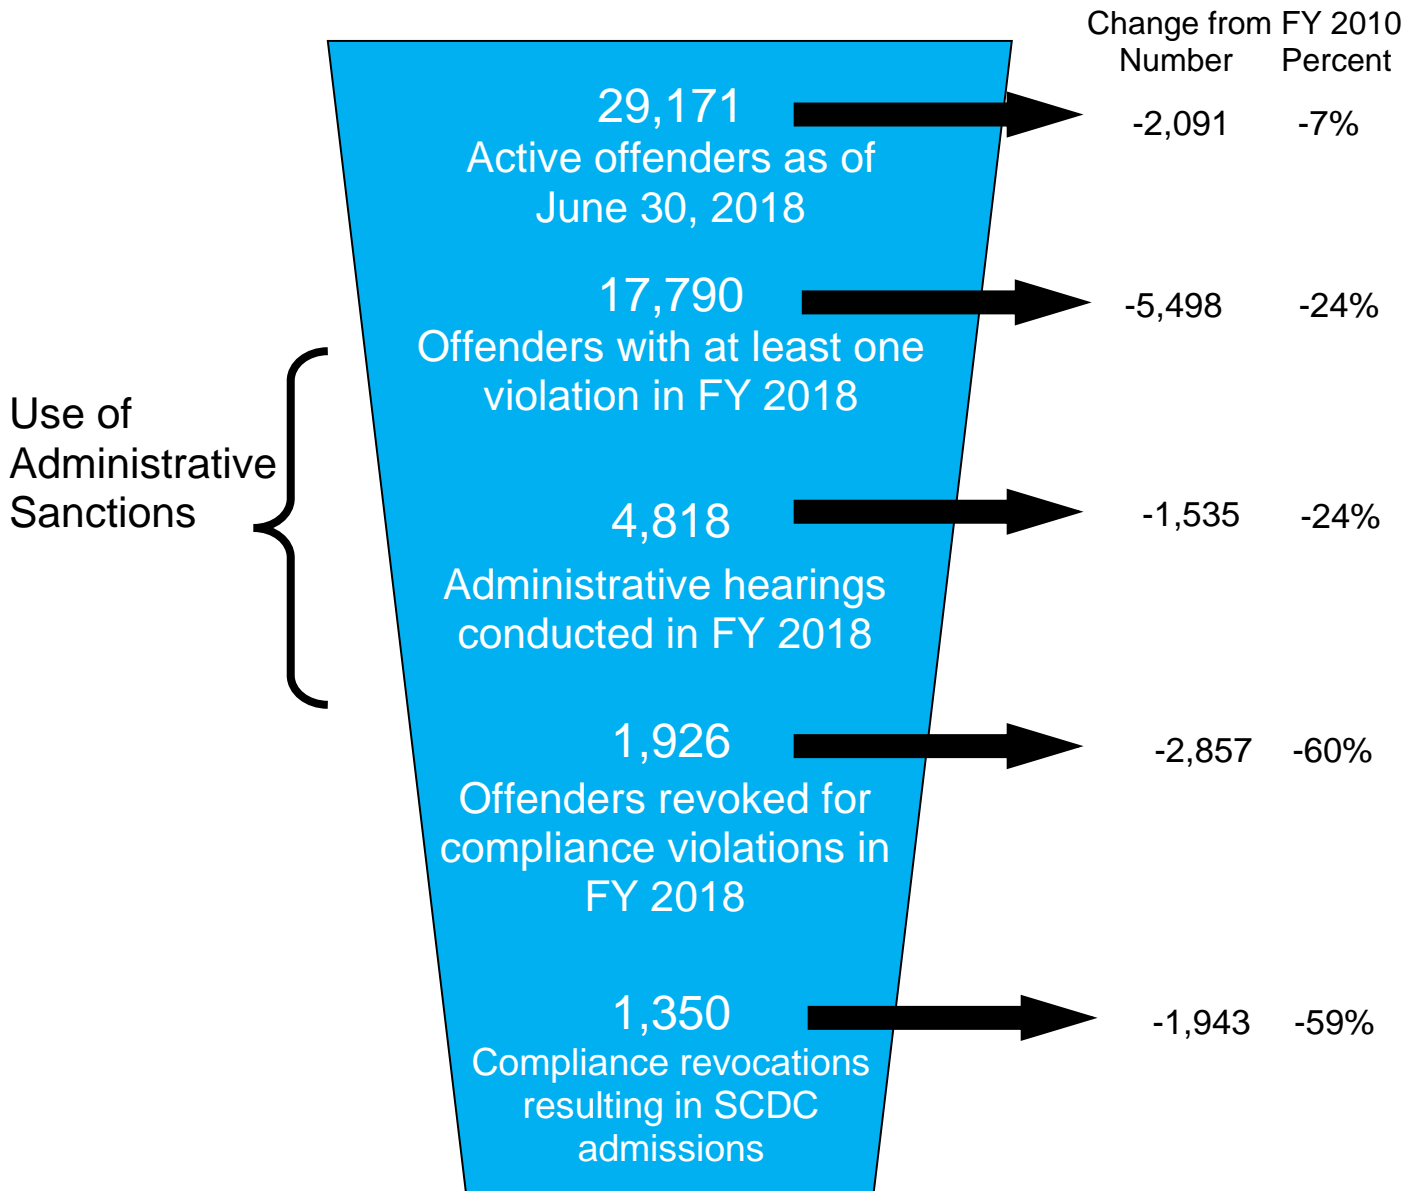 Change from FY 2010
Number Percent
29,171
Active offenders as of
June 30, 2018
-2,091 -7%
17,790
Offenders with at least one
violation in FY 2018
-5,498 -24%
Use of
Administrative
Sanctions
4,818
Administrative hearings
conducted in FY 2018
-1,535 -24%
1,926
Offenders revoked for
compliance violations in
FY 2018
-2,857 -60%
1,350
Compliance revocations
resulting in SCDC
admissions
-1,943 -59%